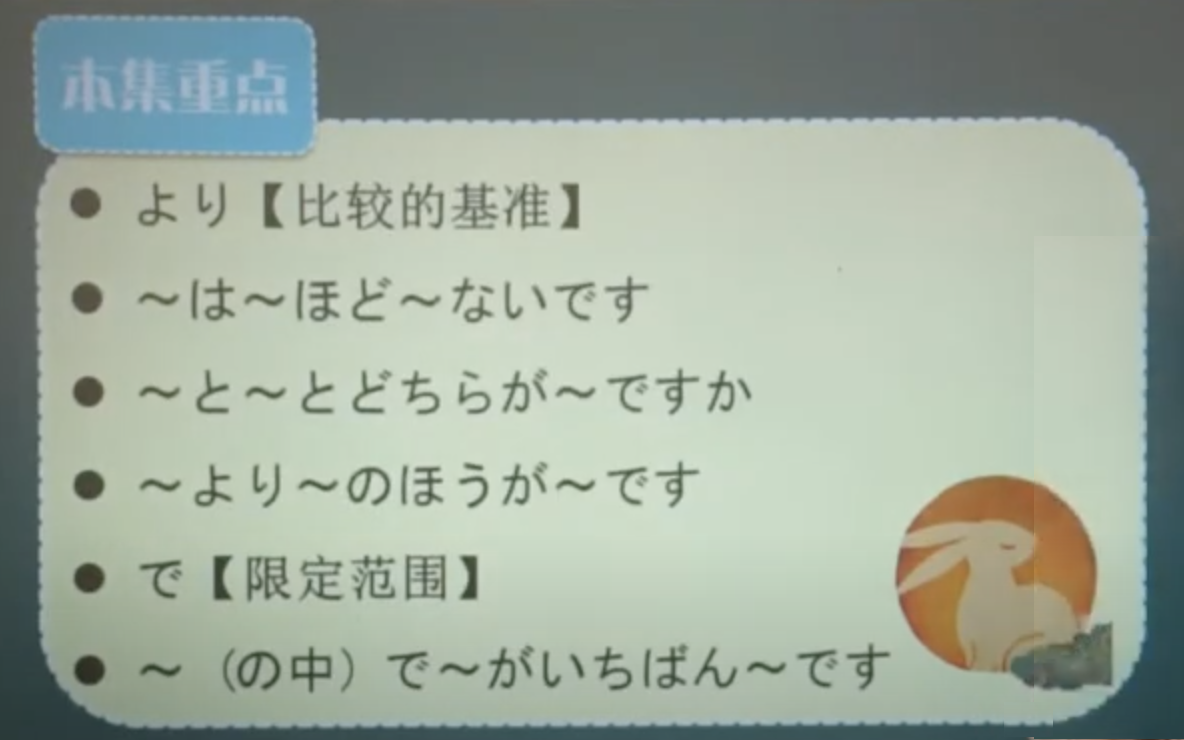 本集重点
● より【比较的基准】
● ～は～ほど～ないです
● ～と～とどちらが～ですか
● ～より～のほうが～です
● で【限定范围】
● ～（の中）で～がいちばん～です